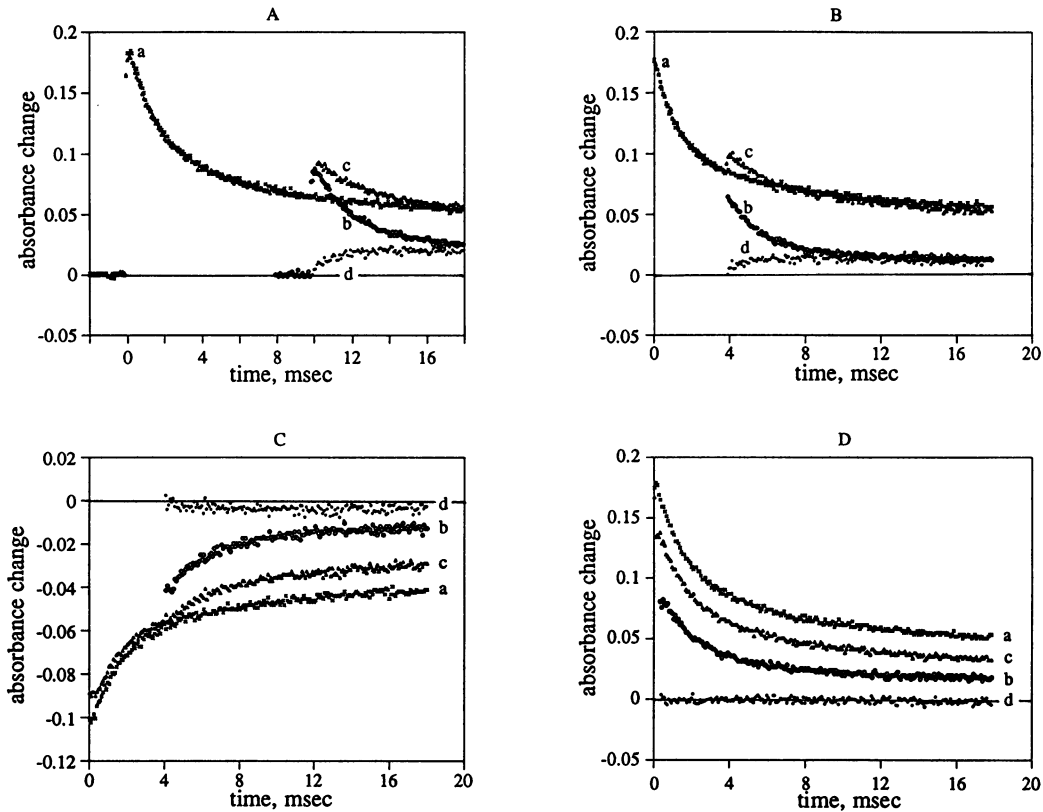 A
absorbance change
0.2
0.15
0.1
0.05
0
-0.05
a
c
b
d
0 4 8 12 16
time, msec
B
absorbance change
0.2
0.15
0.1
0.05
0
-0.05
a
c
b
d
0 4 8 12 16 20
time, msec
C
absorbance change
0.02
0
-0.02
-0.04
-0.06
-0.08
-0.1
-0.12
d
b
c
a
0 4 8 12 16 20
time, msec
D
absorbance change
0.2
0.15
0.1
0.05
0
-0.05
a
c
b
d
0 4 8 12 16 20
time, msec